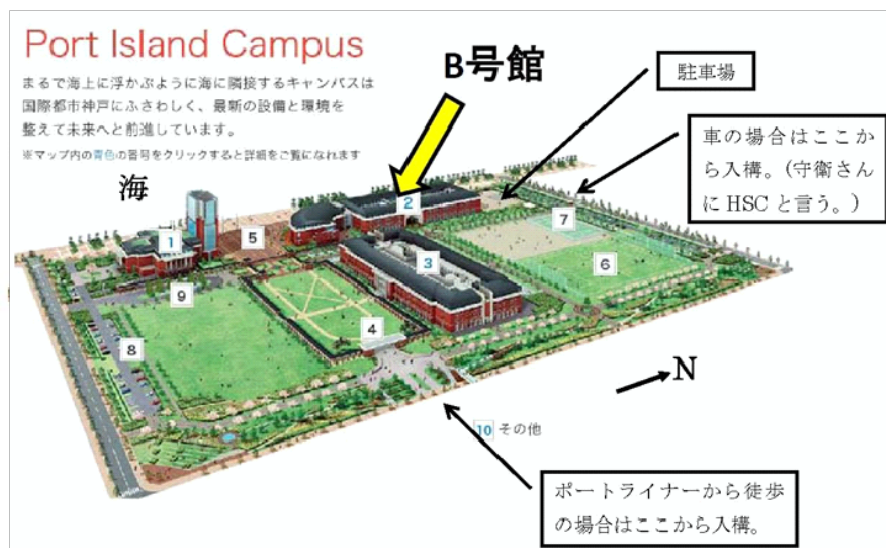 Port Island Campus
まるで海上に浮かぶように海に隣接するキャンパスは
国際都市神戸にふさわしく、最新の設備と環境を
整えて未来へと前進しています。
※マップ内の青色の番号をクリックすると詳細をご覧になれます
B号館
駐車場
車の場合はここか
ら入構。(守衛さん
に HSC と言う。)
海
1
5
2
7
3
6
9
4
8
N
10 その他
ポートライナーから徒歩
の場合はここから入構。